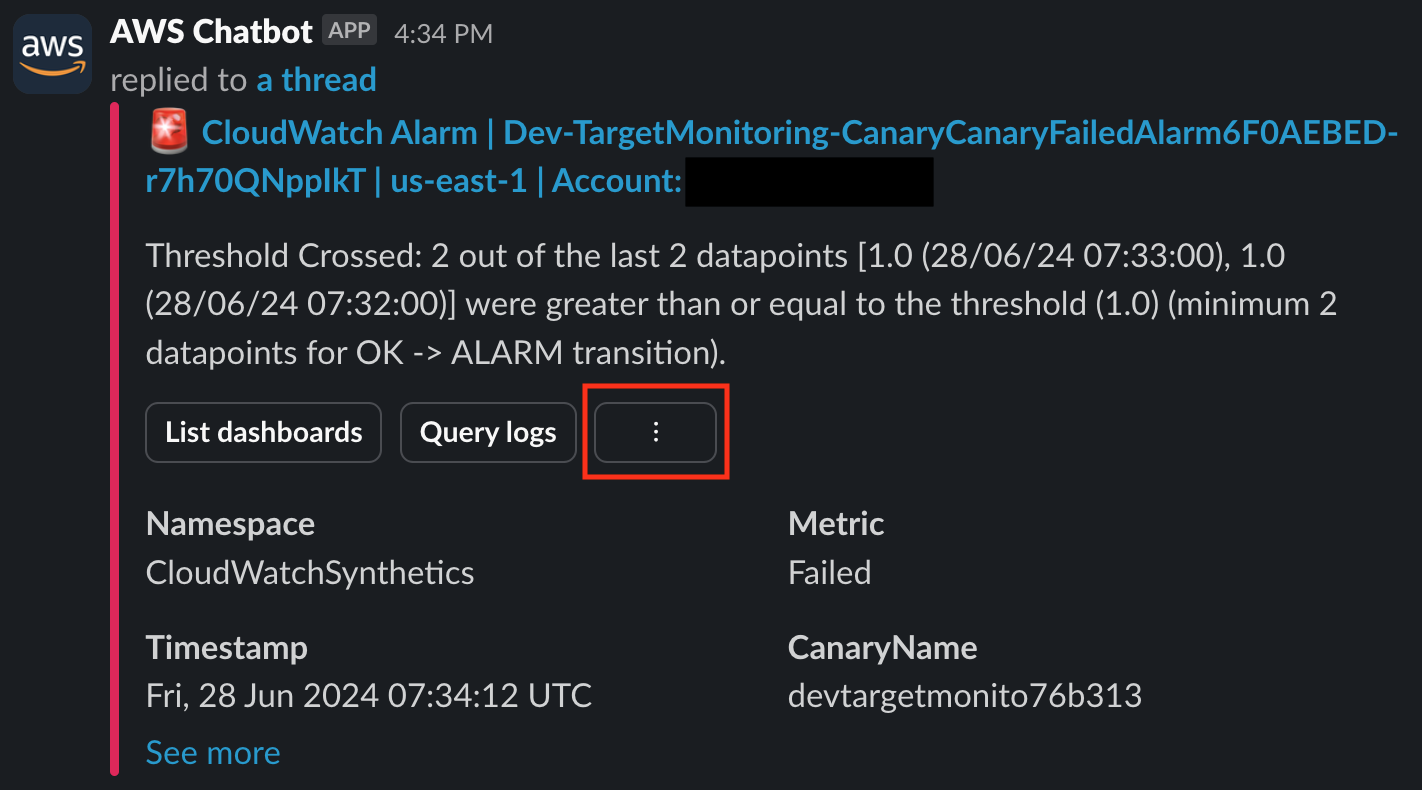 aws
AWS Chatbot APP 4:34 PM
replied to a thread
CloudWatch Alarm | Dev-TargetMonitoring-CanaryCanaryFailedAlarm6F0AEBED-
r7h70QNppIkT | us-east-1 | Account:
Threshold Crossed: 2 out of the last 2 datapoints [1.0 (28/06/24 07:33:00), 1.0
(28/06/24 07:32:00)] were greater than or equal to the threshold (1.0) (minimum 2
datapoints for OK -> ALARM transition).
List dashboards Query logs ⋮
Namespace Metric
CloudWatchSynthetics Failed
Timestamp CanaryName
Fri, 28 Jun 2024 07:34:12 UTC devtargetmonito76b313
See more